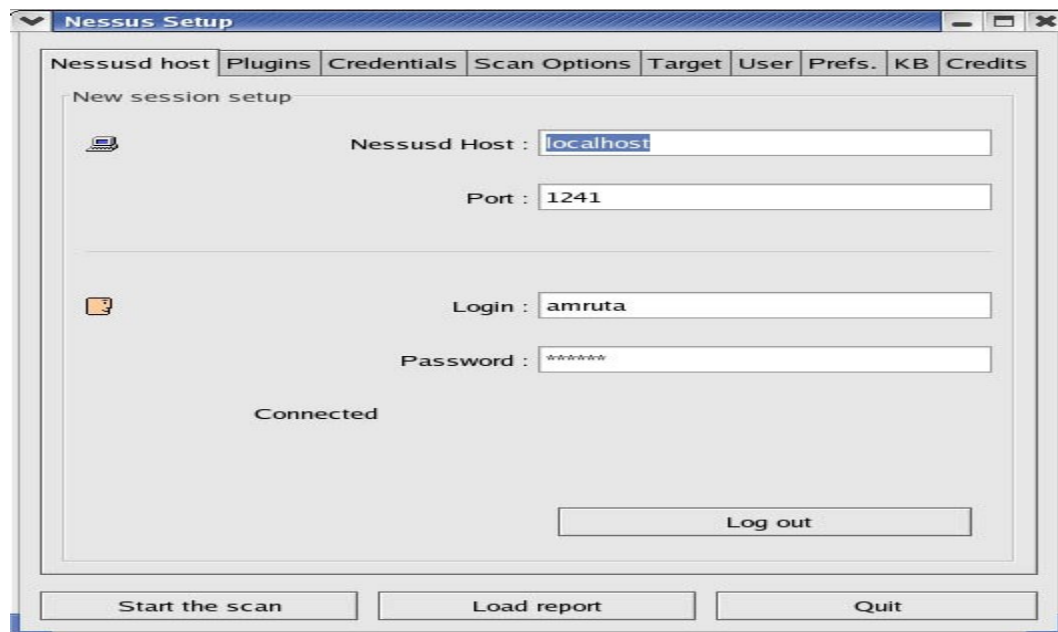 Nessus Setup
Nessusd host Plugins Credentials Scan Options Target User Prefs. KB Credits
New session setup
Nessusd Host : localhost
Port : 1241
Login : amruta
Password : ******
Connected
Log out
Start the scan Load report Quit